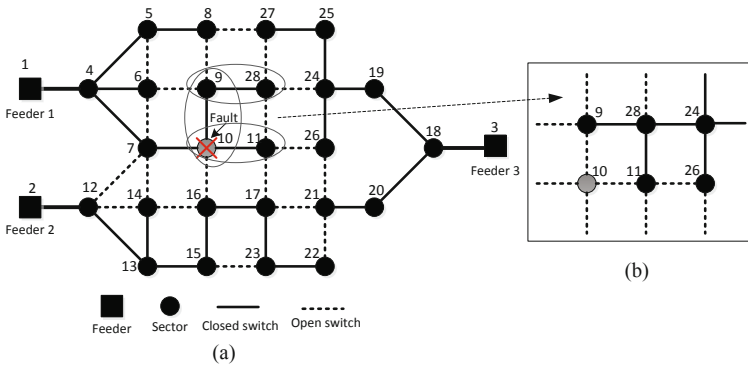 5 8 27 25
1 4 6 9 28 24 19
Feeder 1
Fault
7 10 11 26 18 3
Feeder 3
2 12 14 16 17 21 20
Feeder 2
13 15 23 22
9 28 24
10 11 26
(b)
Feeder Sector Closed switch Open switch
(a)